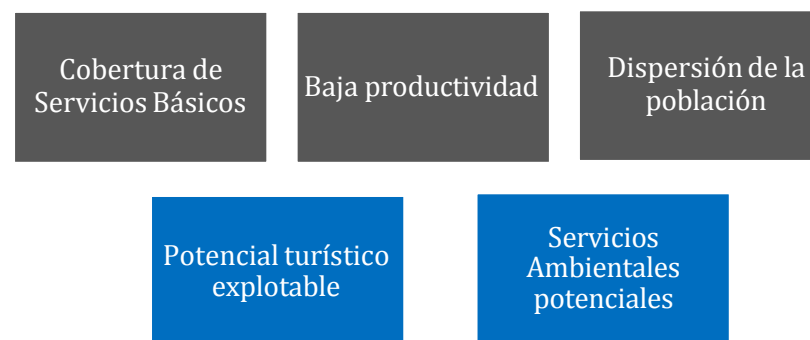 Cobertura de
Servicios Básicos
Baja productividad
Dispersión de la
población
Potencial turístico
explotable
Servicios
Ambientales
potenciales